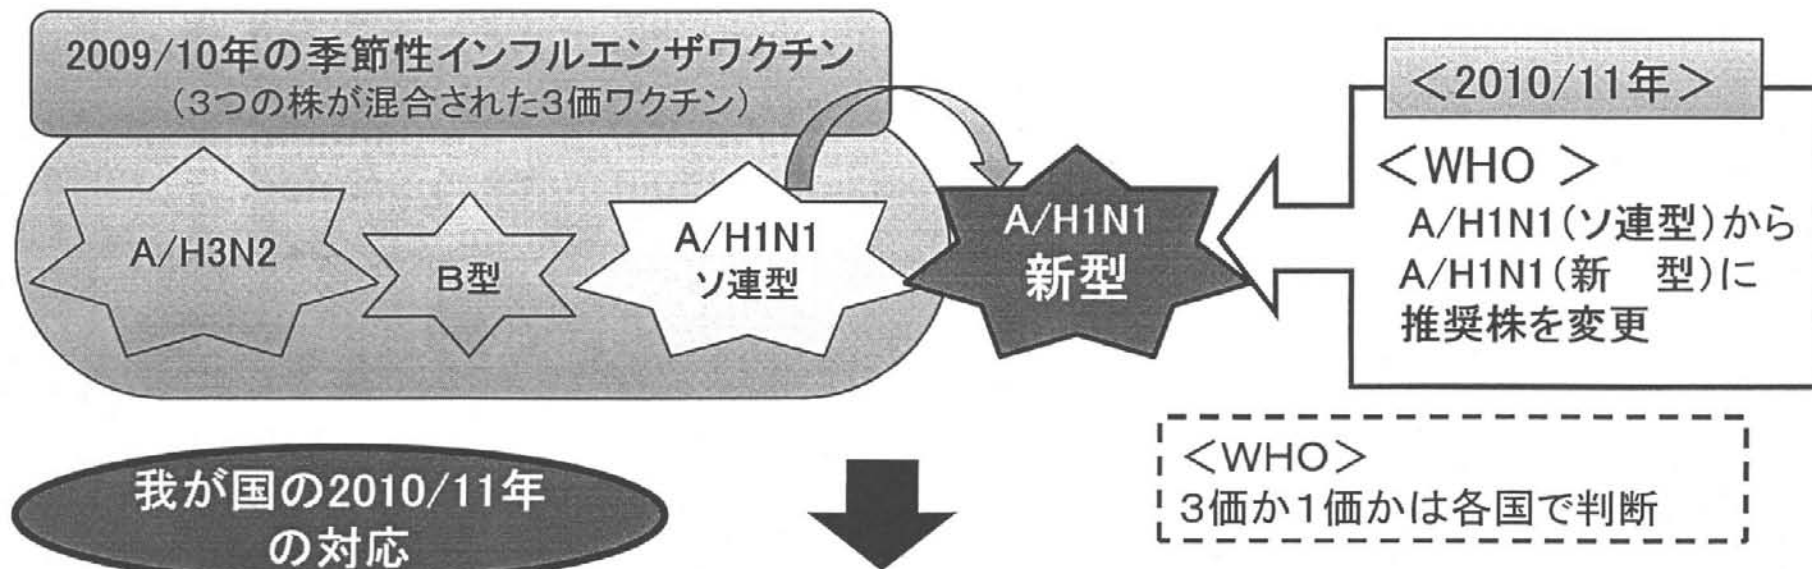 2009/10年の季節性インフルエンザワクチン
（3つの株が混合された3価ワクチン）
A/H3N2
B型
A/H1N1
ソ連型
A/H1N1
新型
＜2010/11年＞
＜WHO ＞
A/H1N1（ソ連型）から
A/H1N1（新　型）に
推奨株を変更
＜WHO＞
3価か1価かは各国で判断
我が国の2010/11年
の対応